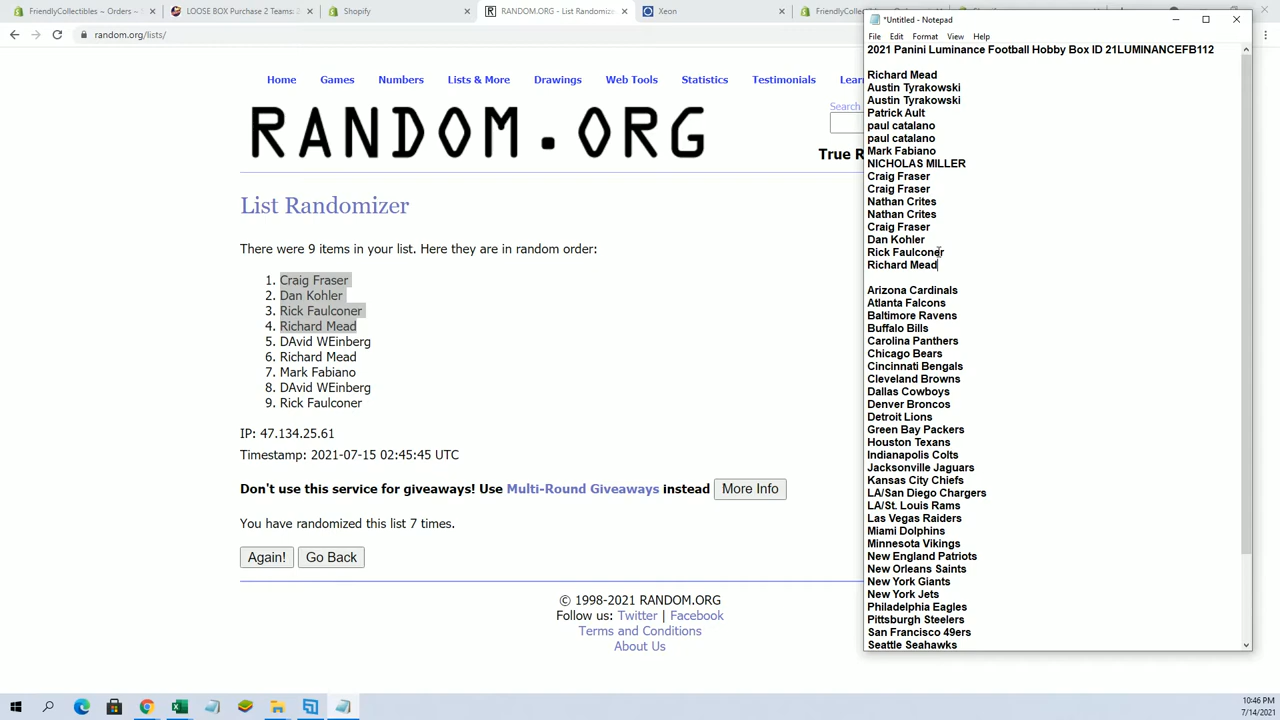 FriendlyCollectibles ~ Orders ~ S
LOOSE BOX Purchase 2 Teams:
Shopify
RANDOM.ORG - List Randomizer
Xeon
FriendlyCollectibles ~ Orders
random.org/lists/
Home Games Numbers Lists & More Drawings Web Tools Statistics Testimonials Lear
Search
RANDOM.ORG
True R
List Randomizer
There were 9 items in your list. Here they are in random order:
1. Craig Fraser
2. Dan Kohler
3. Rick Faulconer
4. Richard Mead
5. DAvid WEinberg
6. Richard Mead
7. Mark Fabiano
8. DAvid WEinberg
9. Rick Faulconer
IP: 47.134.25.61
Timestamp: 2021-07-15 02:45:45 UTC
Don't use this service for giveaways! Use Multi-Round Giveaways instead More Info
You have randomized this list 7 times.
Again! Go Back
© 1998-2021 RANDOM.ORG
Follow us: Twitter | Facebook
Terms and Conditions
About Us
*Untitled - Notepad
File Edit Format View Help
2021 Panini Luminance Football Hobby Box ID 21LUMINANCEFB112
Richard Mead
Austin Tyrakowski
Austin Tyrakowski
Patrick Ault
paul catalano
paul catalano
Mark Fabiano
NICHOLAS MILLER
Craig Fraser
Craig Fraser
Nathan Crites
Nathan Crites
Craig Fraser
Dan Kohler
Rick Faulconer
Richard Mead
Arizona Cardinals
Atlanta Falcons
Baltimore Ravens
Buffalo Bills
Carolina Panthers
Chicago Bears
Cincinnati Bengals
Cleveland Browns
Dallas Cowboys
Denver Broncos
Detroit Lions
Green Bay Packers
Houston Texans
Indianapolis Colts
Jacksonville Jaguars
Kansas City Chiefs
LA/San Diego Chargers
LA/St. Louis Rams
Las Vegas Raiders
Miami Dolphins
Minnesota Vikings
New England Patriots
New Orleans Saints
New York Giants
New York Jets
Philadelphia Eagles
Pittsburgh Steelers
San Francisco 49ers
Seattle Seahawks
10:46 PM
7/14/2021